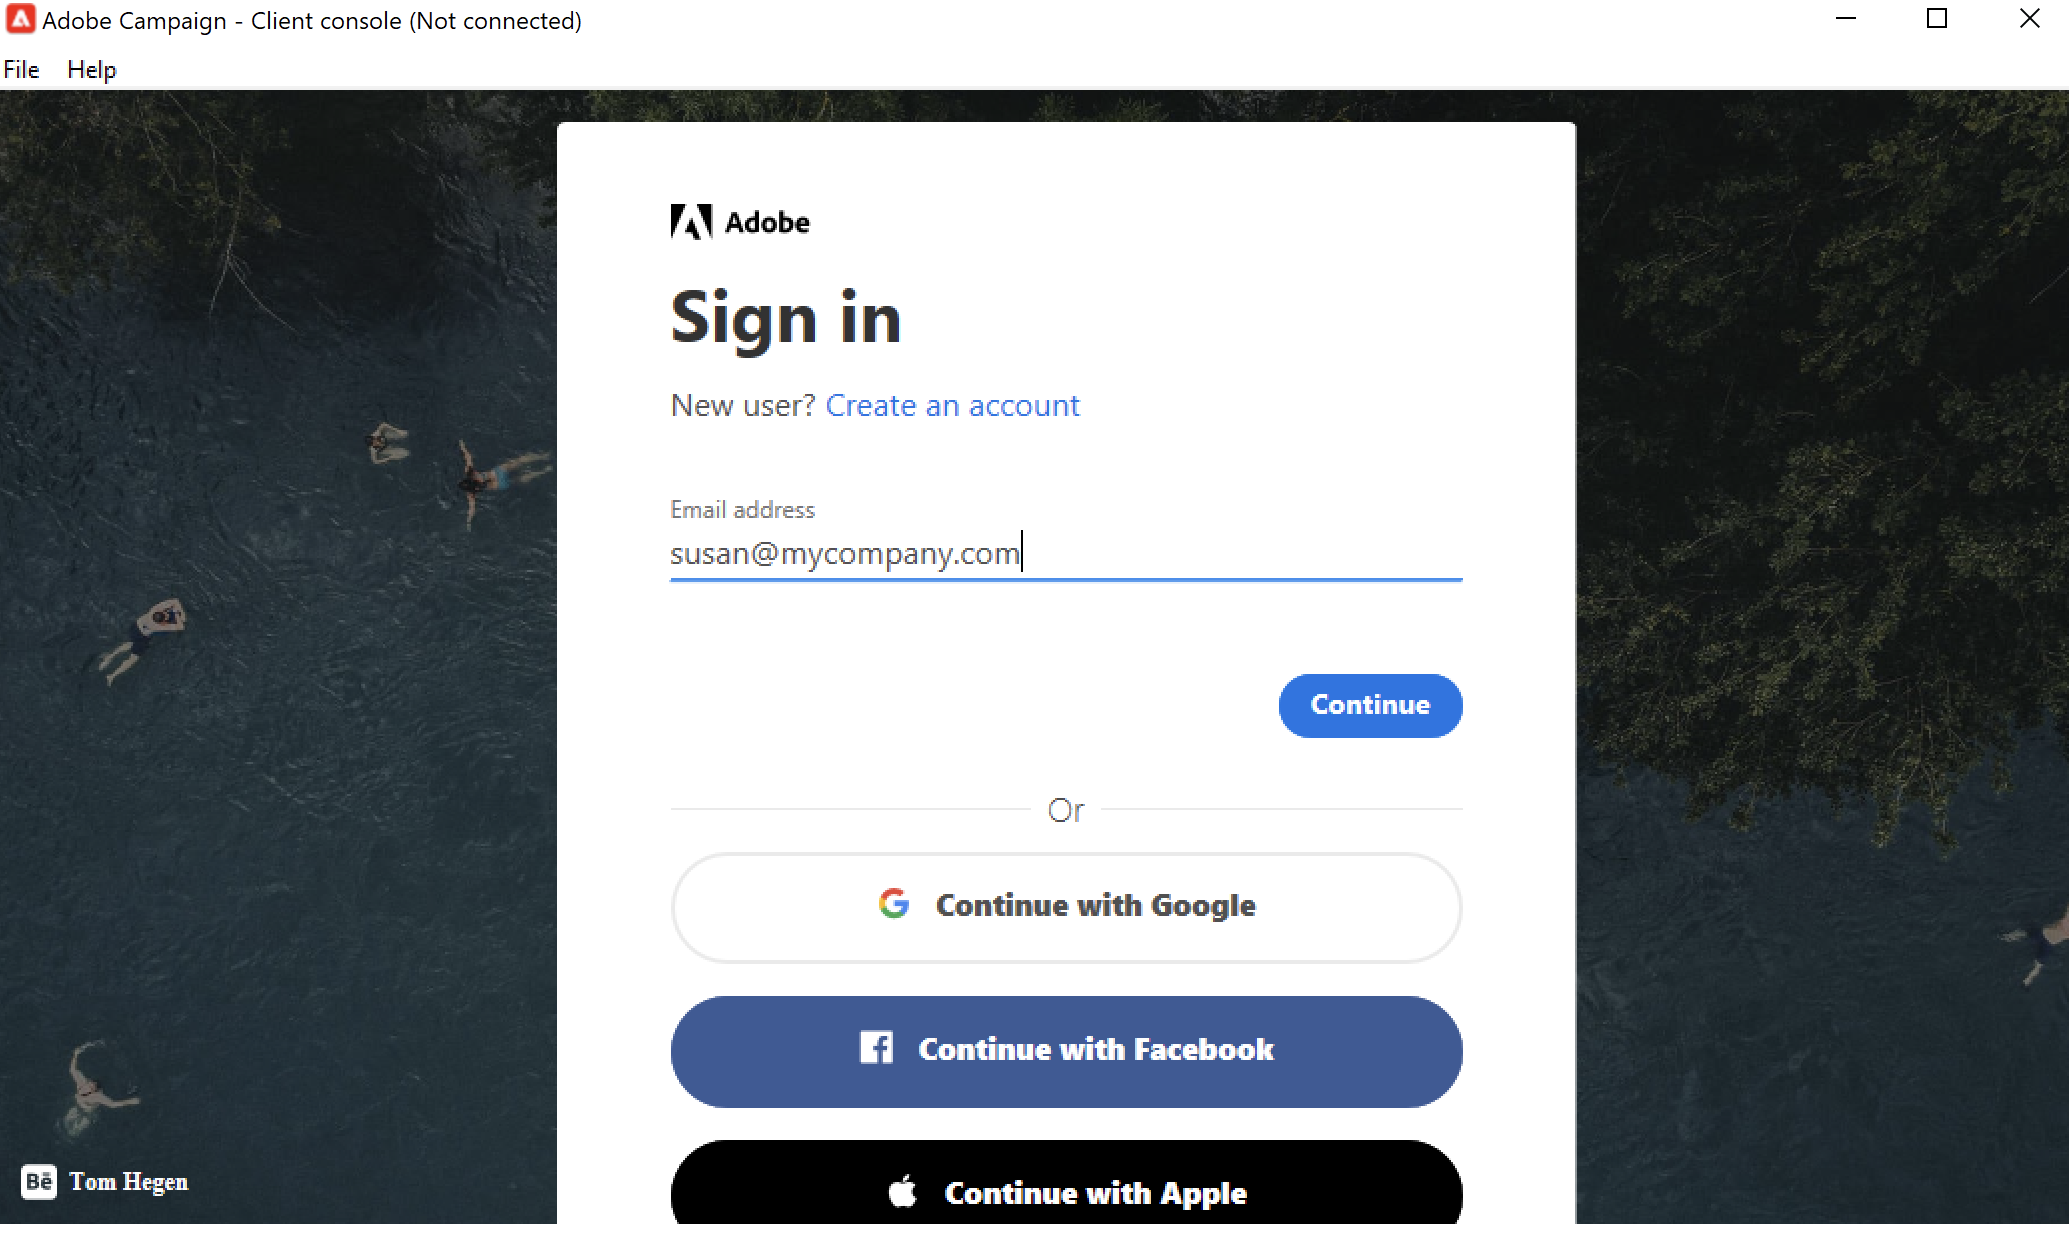 Adobe Campaign - Client console (Not connected)
File Help
Adobe
Sign in
New user? Create an account
Email address
susan@mycompany.com
Continue
Or
Continue with Google
Continue with Facebook
Continue with Apple
Bē Tom Hegen